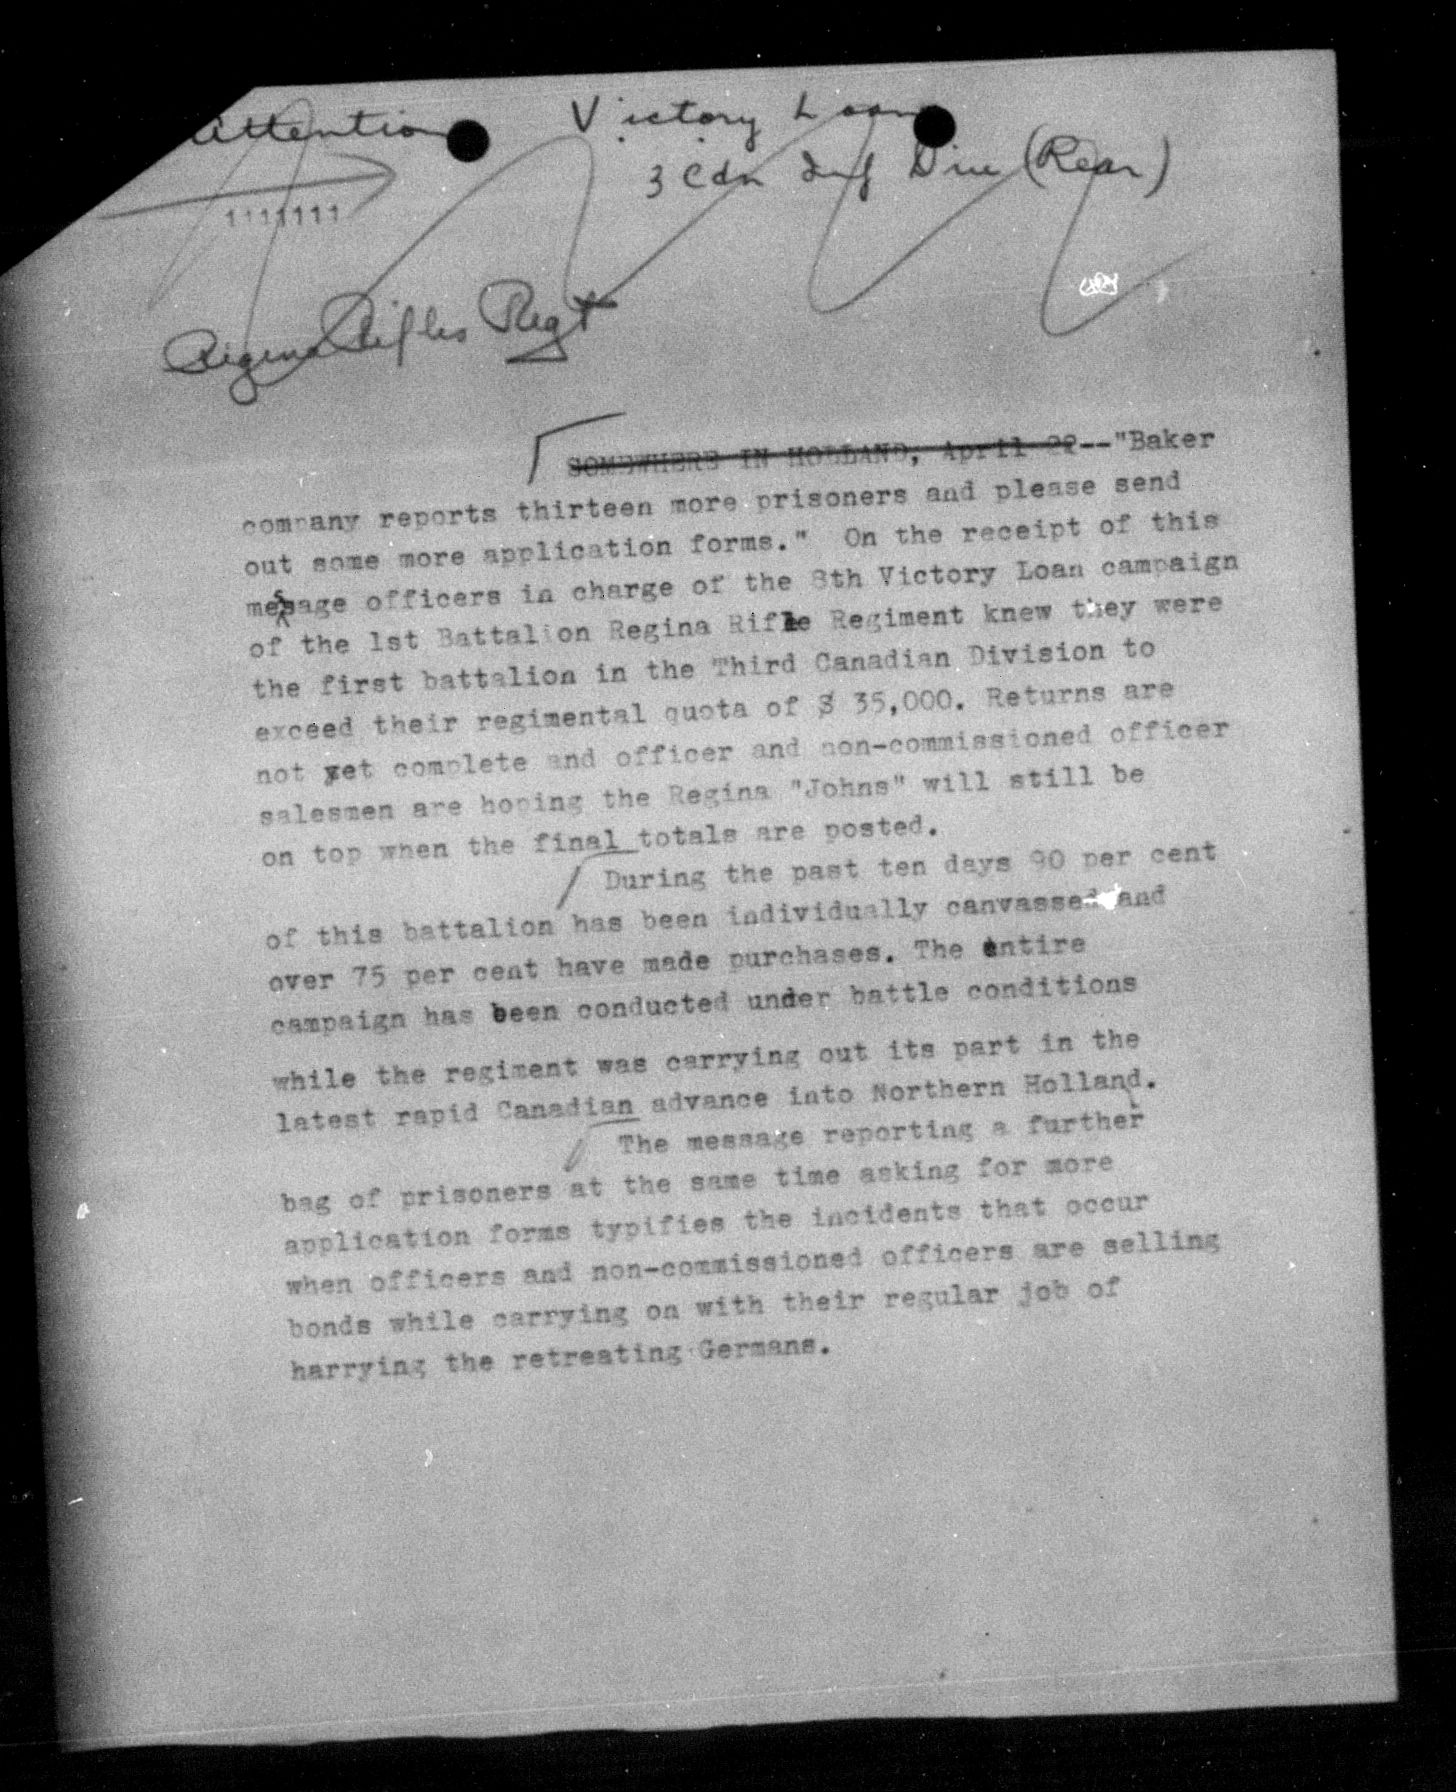 Attention Victory Loan
3 Cdn Inf Div (Rear)
1111111
Regina Rifles Regt
SOMEWHERE IN HOLLAND, April 22--"Baker
company reports thirteen more prisoners and please send
out some more application forms." On the receipt of this
message officers in charge of the 8th Victory Loan campaign
of the 1st Battalion Regina Rifle Regiment knew they were
the first battalion in the Third Canadian Division to
exceed their regimental quota of $ 35,000. Returns are
not yet complete and officer and non-commissioned officer
salesmen are hoping the Regina "Johns" will still be
on top when the final totals are posted.
During the past ten days 90 per cent
of this battalion has been individually canvassed and
over 75 per cent have made purchases. The entire
campaign has been conducted under battle conditions
while the regiment was carrying out its part in the
latest rapid Canadian advance into Northern Holland.
The message reporting a further
bag of prisoners at the same time asking for more
application forms typifies the incidents that occur
when officers and non-commissioned officers are selling
bonds while carrying on with their regular job of
harrying the retreating Germans.